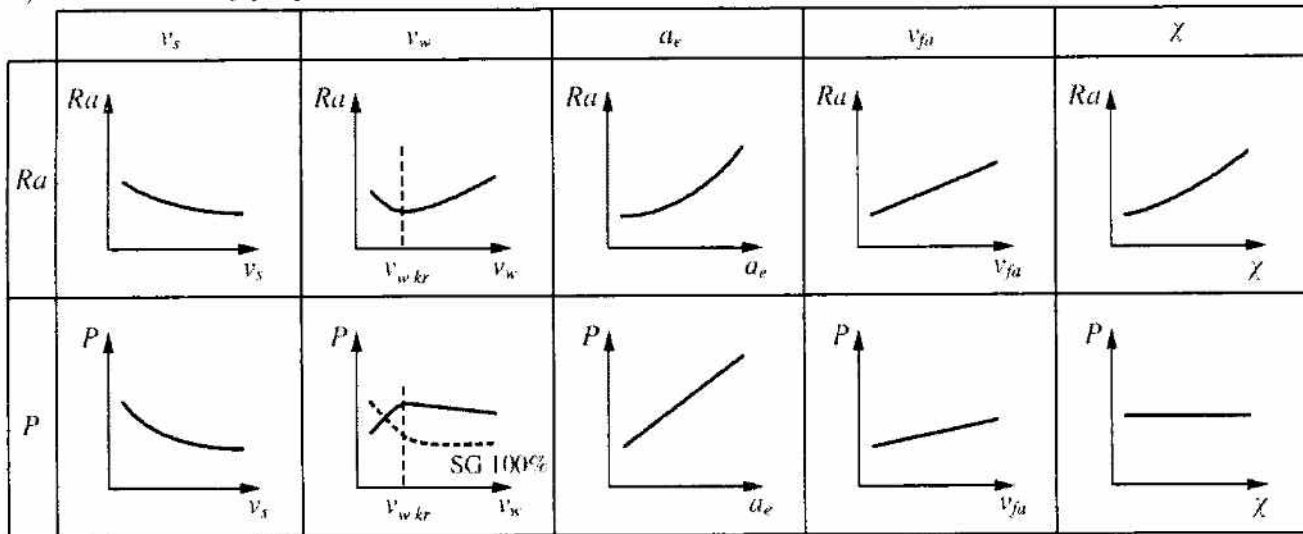 v_s v_w a_e v_fa χ
Ra Ra Ra Ra Ra
Ra
v_s v_w kr v_w a_e v_fa χ
P P P P P
P
SG 100%
v_s v_w kr v_w a_e v_fa χ